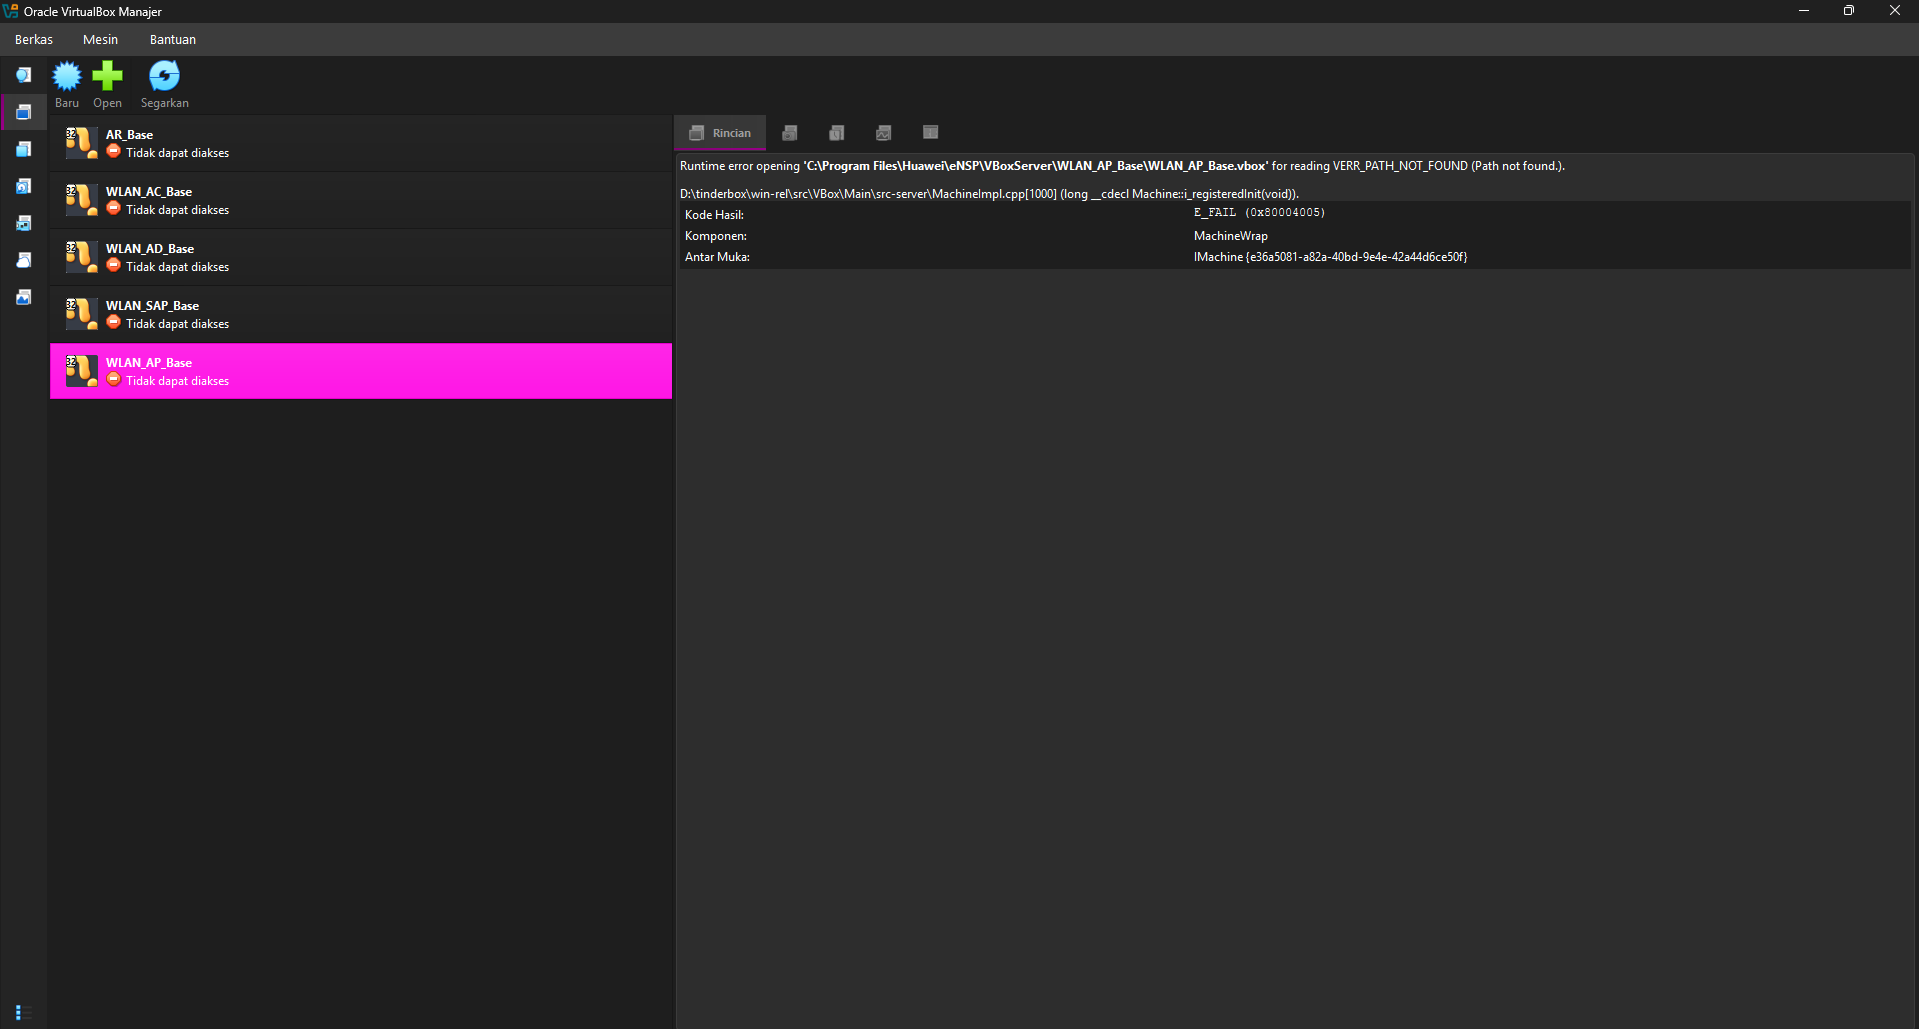 Oracle VirtualBox Manajer
Berkas Mesin Bantuan
Baru Open Segarkan
AR_Base
Tidak dapat diakses
WLAN_AC_Base
Tidak dapat diakses
WLAN_AD_Base
Tidak dapat diakses
WLAN_SAP_Base
Tidak dapat diakses
WLAN_AP_Base
Tidak dapat diakses
Rincian
Runtime error opening 'C:\Program Files\Huawei\eNSP\VBoxServer\WLAN_AP_Base\WLAN_AP_Base.vbox' for reading VERR_PATH_NOT_FOUND (Path not found.).
D:\tinderbox\win-rel\src\VBox\Main\src-server\MachineImpl.cpp[1000] (long __cdecl Machine::i_registeredInit(void)).
Kode Hasil: E_FAIL (0x80004005)
Komponen: MachineWrap
Antar Muka: IMachine {e36a5081-a82a-40bd-9e4e-42a44d6ce50f}